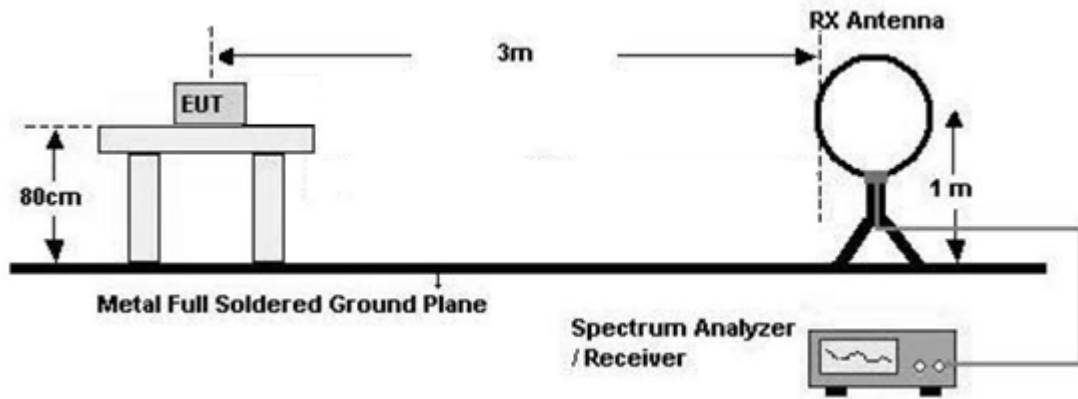 RX Antenna
3m
EUT
80cm
1 m
Metal Full Soldered Ground Plane
Spectrum Analyzer
/ Receiver